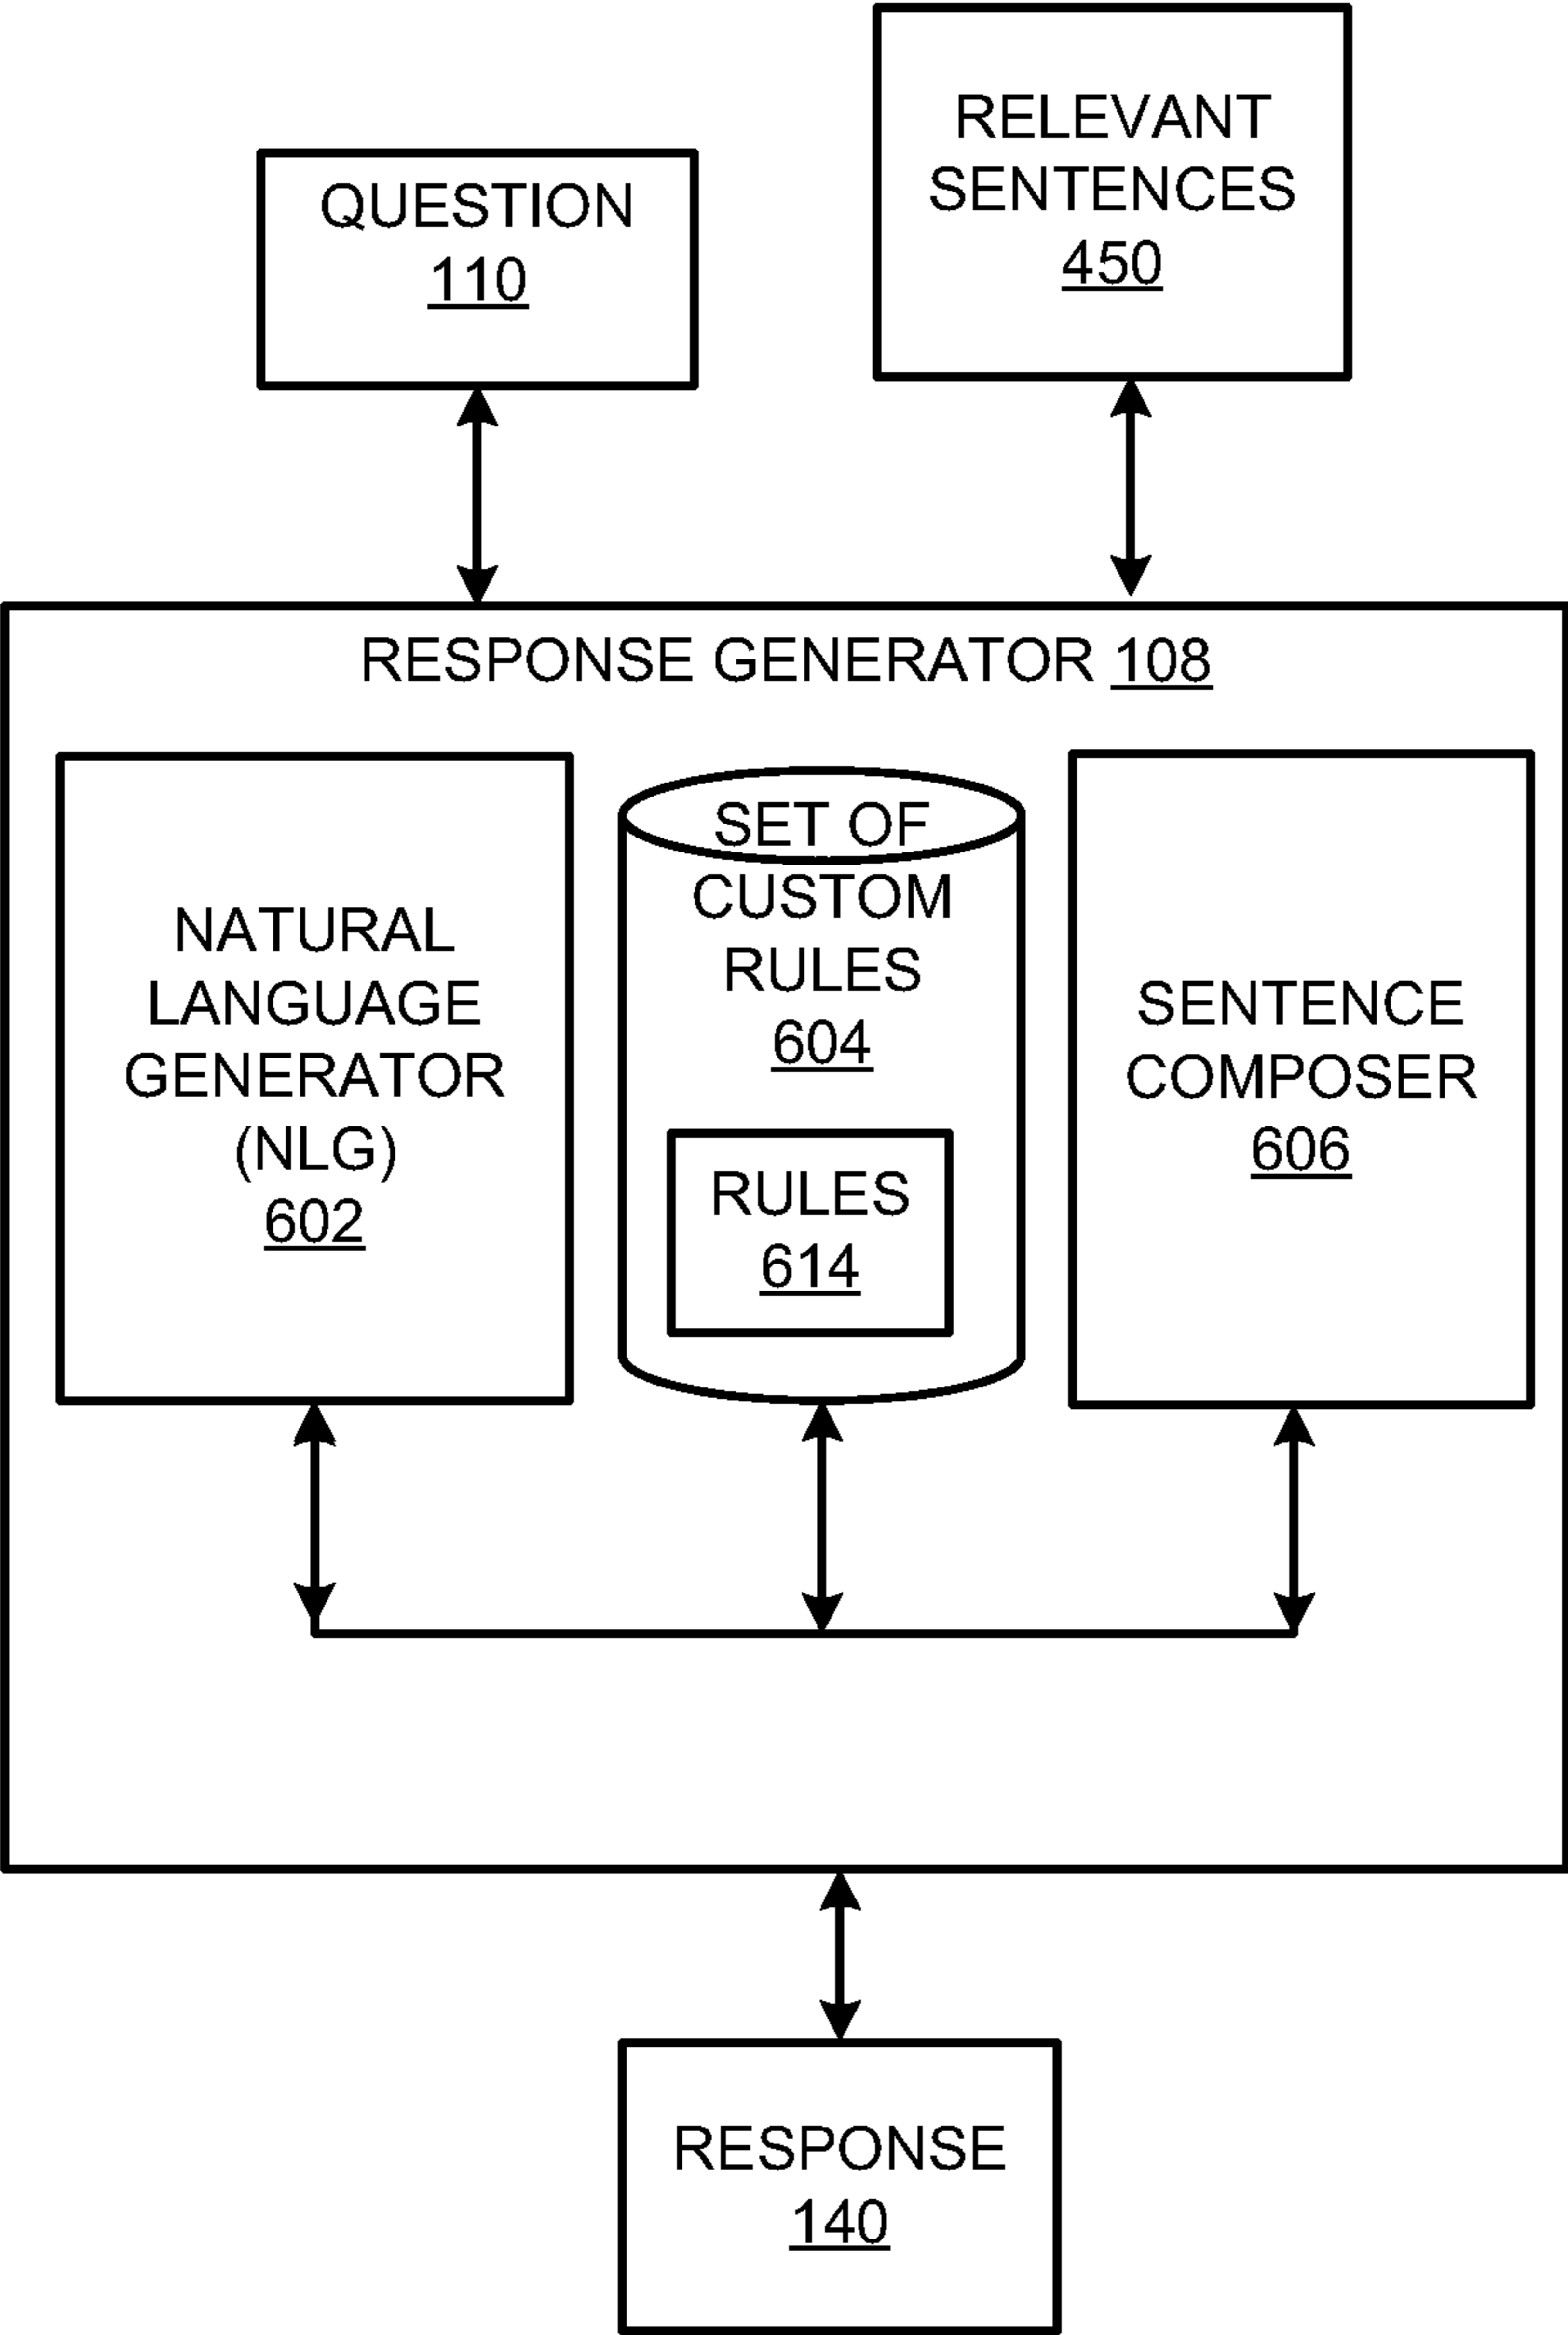 QUESTION
110
RELEVANT
SENTENCES
450
RESPONSE GENERATOR 108
NATURAL
LANGUAGE
GENERATOR
(NLG)
602
SET OF
CUSTOM
RULES
604
RULES
614
SENTENCE
COMPOSER
606
RESPONSE
140